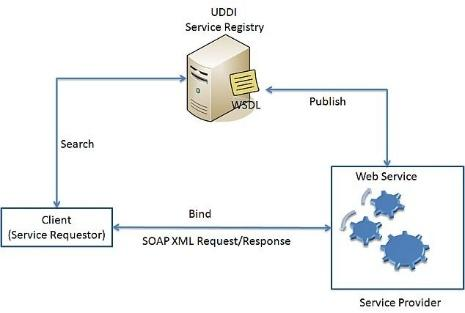 UDDI
Service Registry
WSDL
Publish
Search
Web Service
Client
(Service Requestor)
Bind
SOAP XML Request/Response
Service Provider